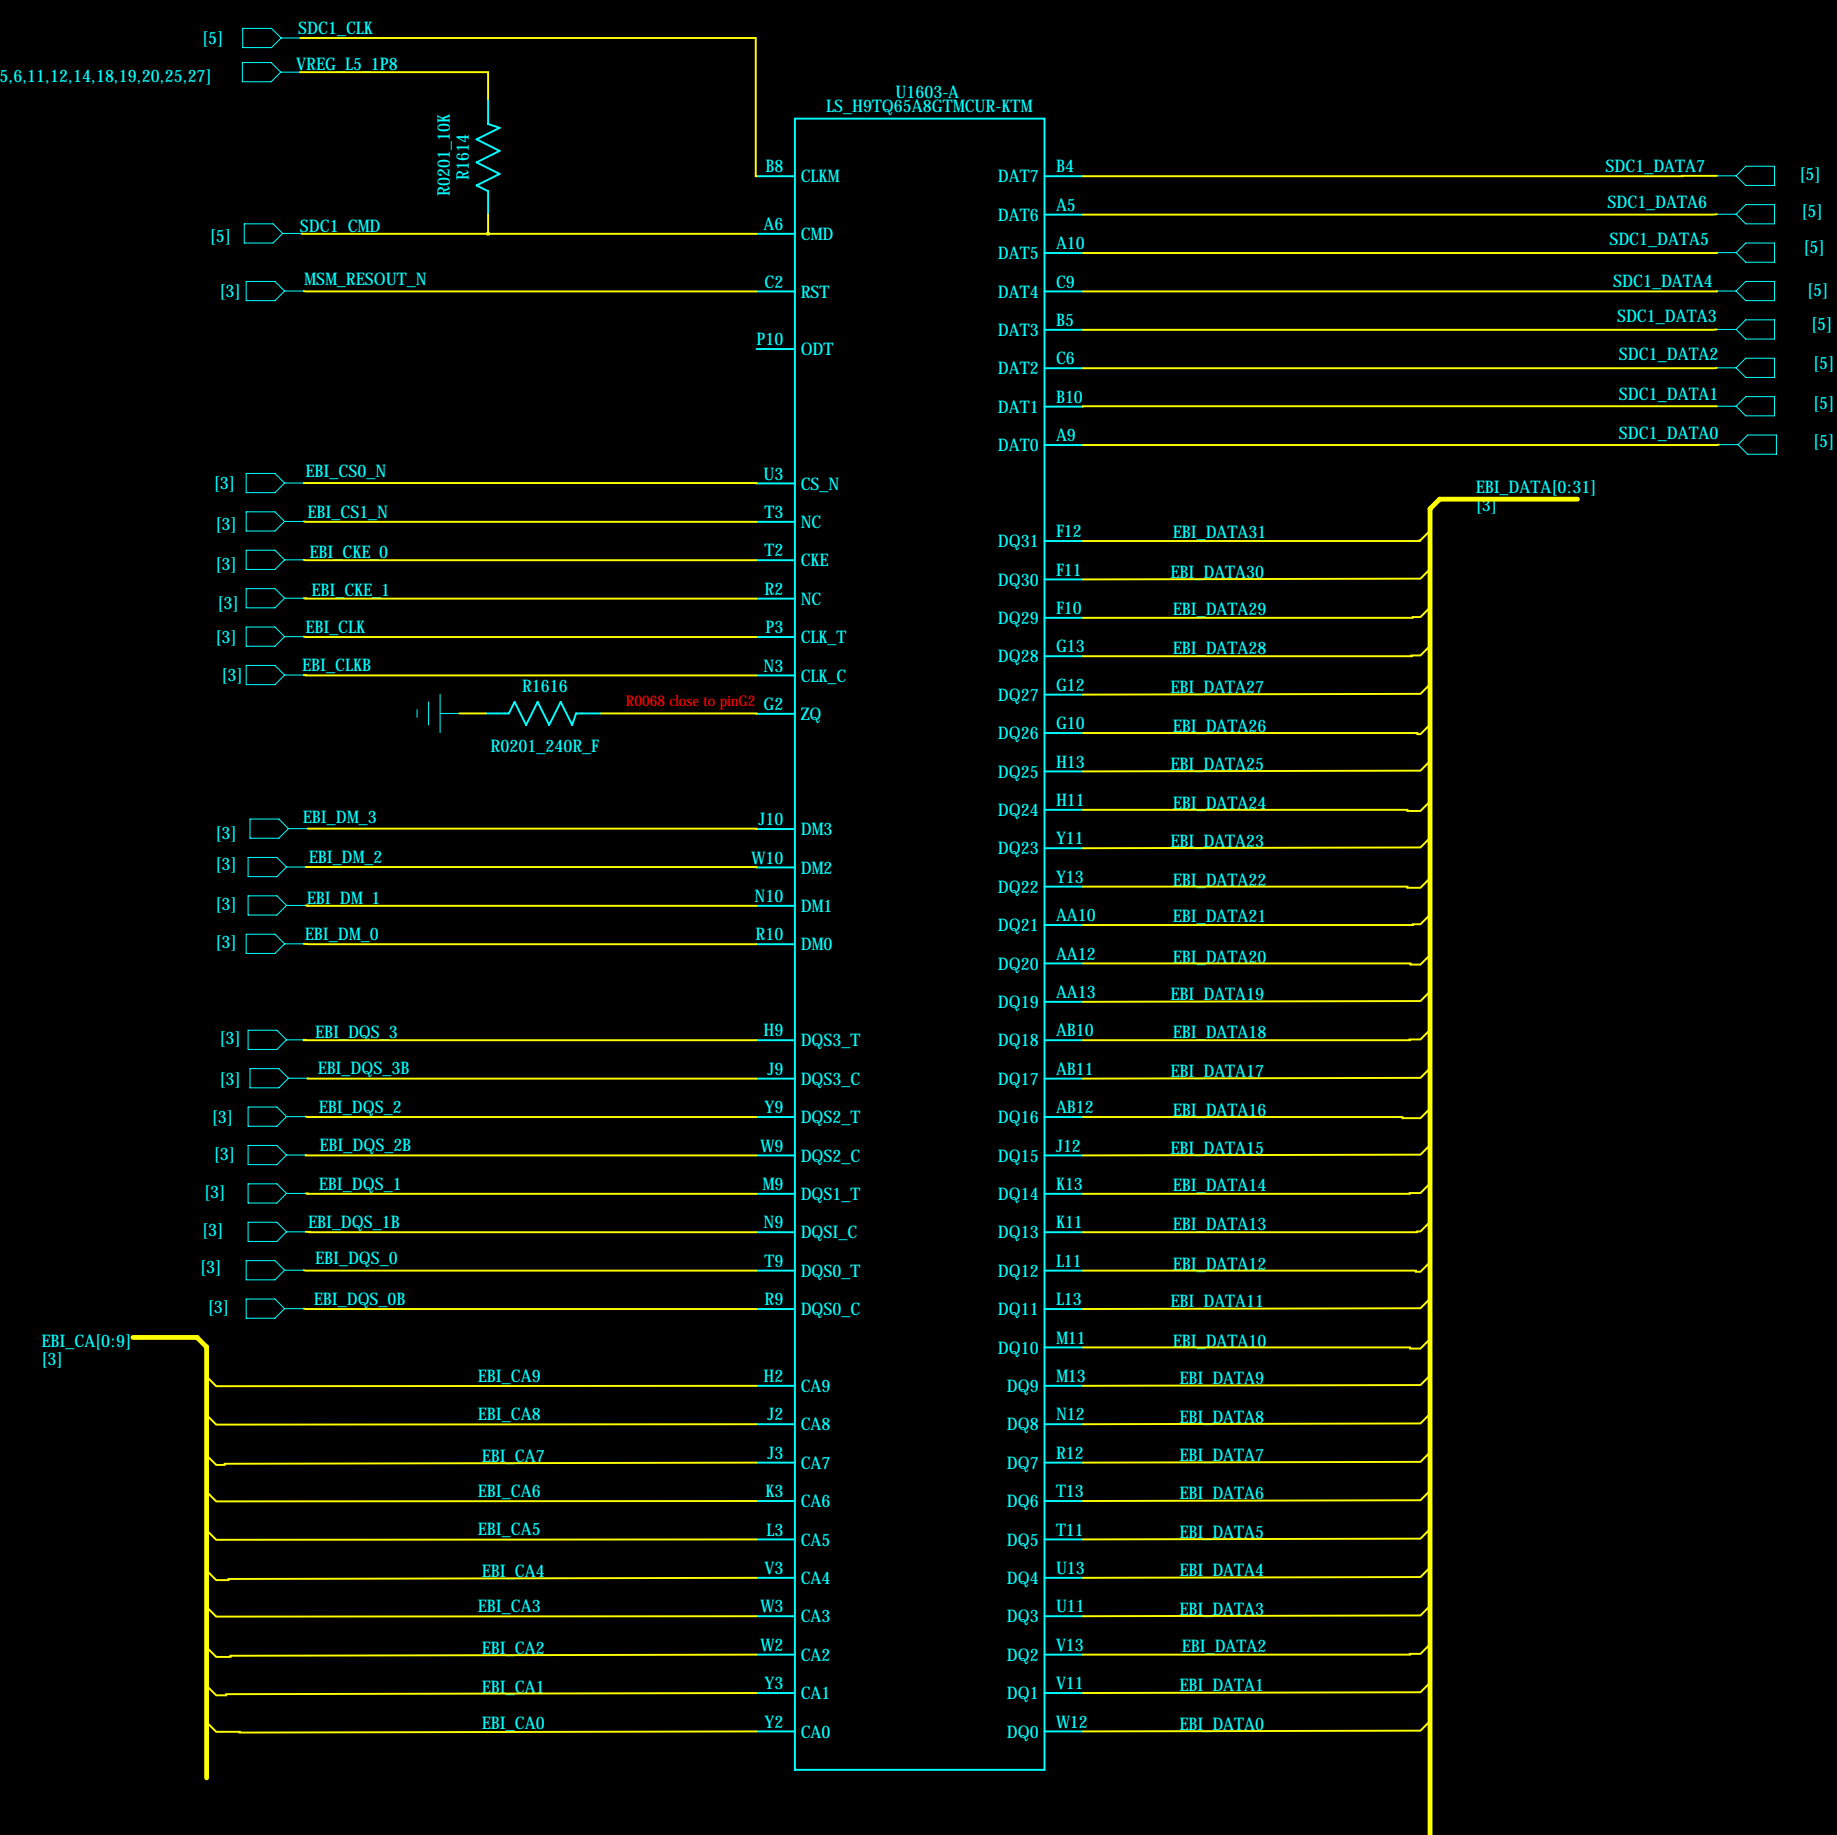 [5] SDC1_CLK
5,6,11,12,14,18,19,20,25,27] VREG_L5_1P8
U1603-A
LS_H9TQ65A8GTMCUR-KTM
R0201_10K
R1614
B8 CLKM
DAT7 B4 SDC1_DATA7 [5]
DAT6 A5 SDC1_DATA6 [5]
[5] SDC1_CMD A6 CMD
DAT5 A10 SDC1_DATA5 [5]
[3] MSM_RESOUT_N C2 RST
DAT4 C9 SDC1_DATA4 [5]
DAT3 B5 SDC1_DATA3 [5]
P10 ODT
DAT2 C6 SDC1_DATA2 [5]
DAT1 B10 SDC1_DATA1 [5]
DAT0 A9 SDC1_DATA0 [5]
[3] EBI_CS0_N U3 CS_N
EBI_DATA[0:31]
[3]
[3] EBI_CS1_N T3 NC
DQ31 F12 EBI_DATA31
[3] EBI_CKE_0 T2 CKE
DQ30 F11 EBI_DATA30
[3] EBI_CKE_1 R2 NC
DQ29 F10 EBI_DATA29
[3] EBI_CLK P3 CLK_T
DQ28 G13 EBI_DATA28
[3] EBI_CLKB N3 CLK_C
DQ27 G12 EBI_DATA27
R1616
R0068 close to pinG2 G2 ZQ
R0201_240R_F
DQ26 G10 EBI_DATA26
DQ25 H13 EBI_DATA25
DQ24 H11 EBI_DATA24
[3] EBI_DM_3 J10 DM3
DQ23 Y11 EBI_DATA23
[3] EBI_DM_2 W10 DM2
DQ22 Y13 EBI_DATA22
[3] EBI_DM_1 N10 DM1
DQ21 AA10 EBI_DATA21
[3] EBI_DM_0 R10 DM0
DQ20 AA12 EBI_DATA20
DQ19 AA13 EBI_DATA19
[3] EBI_DQS_3 H9 DQS3_T
DQ18 AB10 EBI_DATA18
[3] EBI_DQS_3B J9 DQS3_C
DQ17 AB11 EBI_DATA17
[3] EBI_DQS_2 Y9 DQS2_T
DQ16 AB12 EBI_DATA16
[3] EBI_DQS_2B W9 DQS2_C
DQ15 J12 EBI_DATA15
[3] EBI_DQS_1 M9 DQS1_T
DQ14 K13 EBI_DATA14
[3] EBI_DQS_1B N9 DQSI_C
DQ13 K11 EBI_DATA13
[3] EBI_DQS_0 T9 DQS0_T
DQ12 L11 EBI_DATA12
[3] EBI_DQS_0B R9 DQS0_C
DQ11 L13 EBI_DATA11
EBI_CA[0:9]
[3]
DQ10 M11 EBI_DATA10
EBI_CA9 H2 CA9
DQ9 M13 EBI_DATA9
EBI_CA8 J2 CA8
DQ8 N12 EBI_DATA8
EBI_CA7 J3 CA7
DQ7 R12 EBI_DATA7
EBI_CA6 K3 CA6
DQ6 T13 EBI_DATA6
EBI_CA5 L3 CA5
DQ5 T11 EBI_DATA5
EBI_CA4 V3 CA4
DQ4 U13 EBI_DATA4
EBI_CA3 W3 CA3
DQ3 U11 EBI_DATA3
EBI_CA2 W2 CA2
DQ2 V13 EBI_DATA2
EBI_CA1 Y3 CA1
DQ1 V11 EBI_DATA1
EBI_CA0 Y2 CA0
DQ0 W12 EBI_DATA0